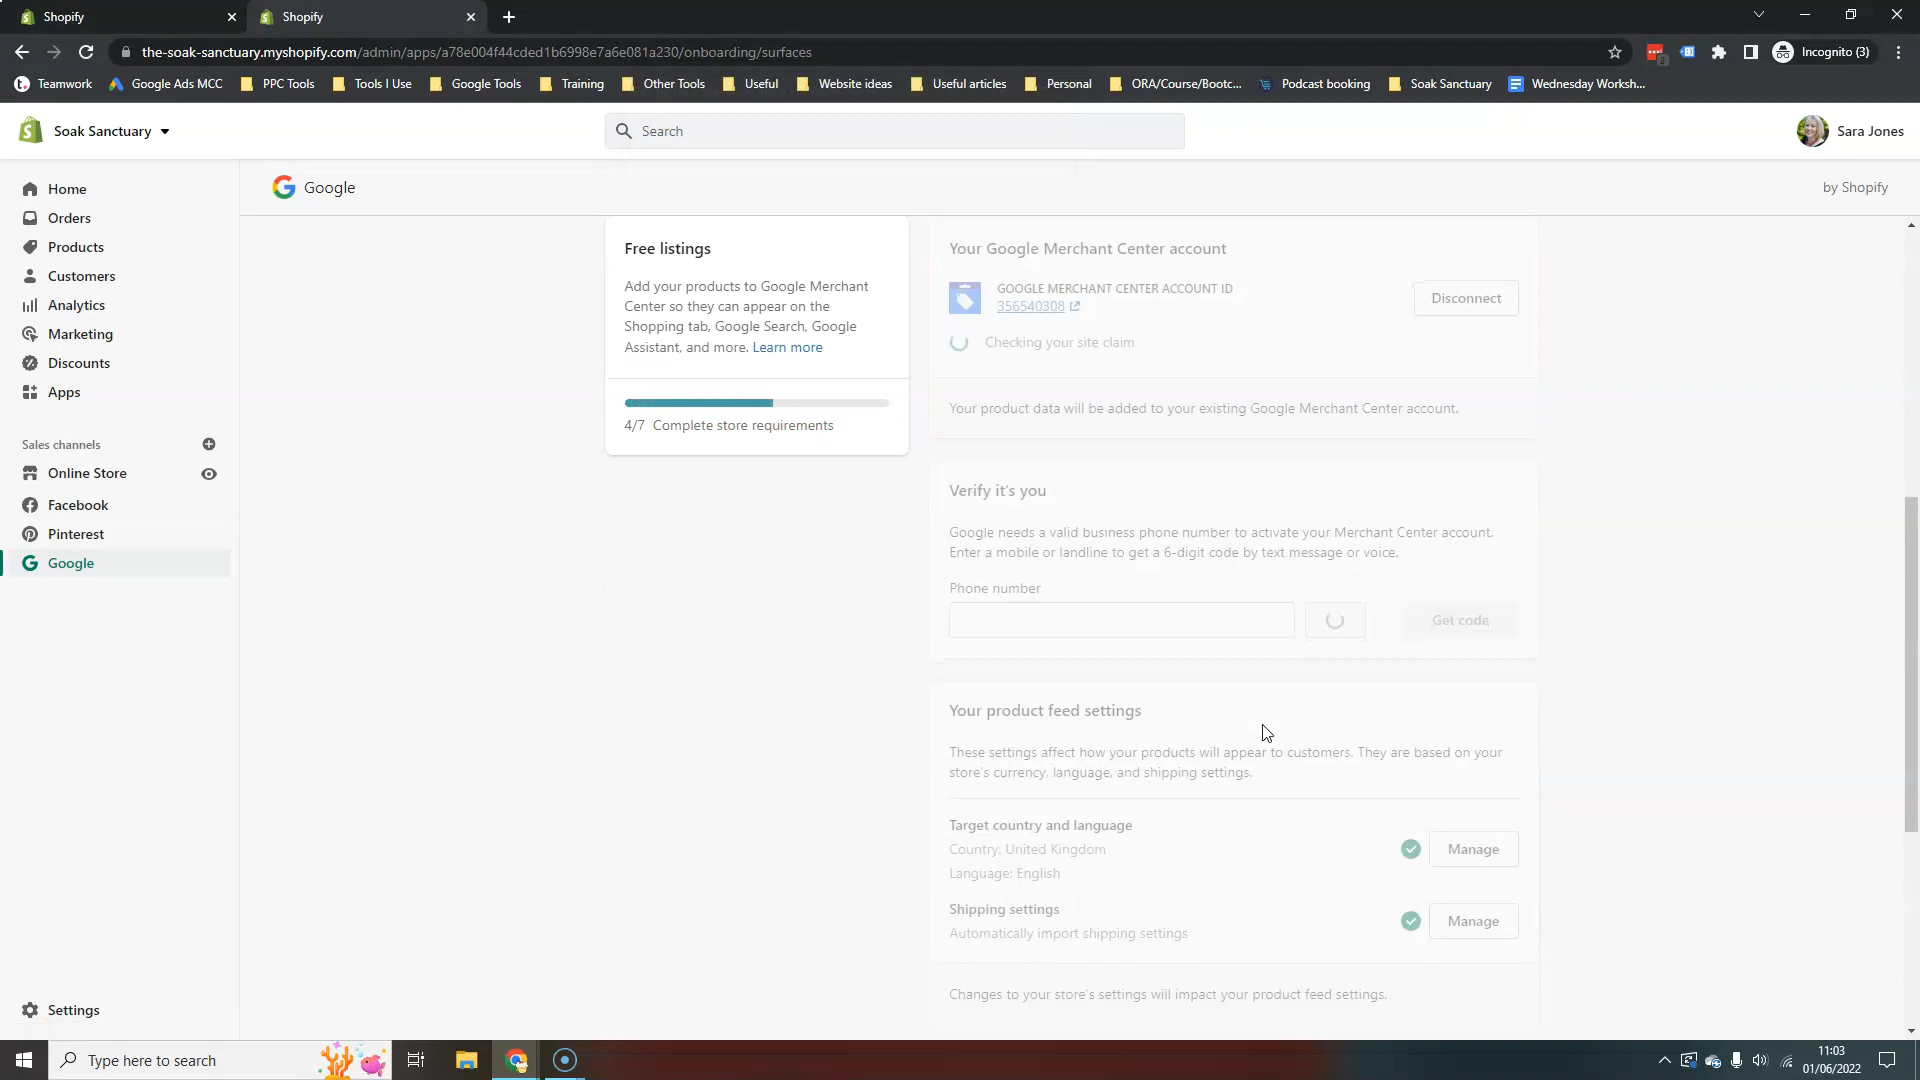 Shopify
Shopify
the-soak-sanctuary.myshopify.com/admin/apps/a78e004f44cded1b6998e7a6e081a230/onboarding/surfaces
Incognito (3)
Teamwork
Google Ads MCC
PPC Tools
Tools I Use
Google Tools
Training
Other Tools
Useful
Website ideas
Useful articles
Personal
ORA/Course/Bootc...
Podcast booking
Soak Sanctuary
Wednesday Worksh...
Soak Sanctuary
Search
Sara Jones
Home
Orders
Products
Customers
Analytics
Marketing
Discounts
Apps
Sales channels
Online Store
Facebook
Pinterest
Google
Settings
Google
by Shopify
Free listings
Add your products to Google Merchant
Center so they can appear on the
Shopping tab, Google Search, Google
Assistant, and more. Learn more
4/7 Complete store requirements
Your Google Merchant Center account
GOOGLE MERCHANT CENTER ACCOUNT ID
356540308
Disconnect
Checking your site claim
Your product data will be added to your existing Google Merchant Center account.
Verify it's you
Google needs a valid business phone number to activate your Merchant Center account.
Enter a mobile or landline to get a 6-digit code by text message or voice.
Phone number
Get code
Your product feed settings
These settings affect how your products will appear to customers. They are based on your
store's currency, language, and shipping settings.
Target country and language
Country: United Kingdom
Language: English
Manage
Shipping settings
Automatically import shipping settings
Manage
Changes to your store's settings will impact your product feed settings.
Type here to search
11:03
01/06/2022